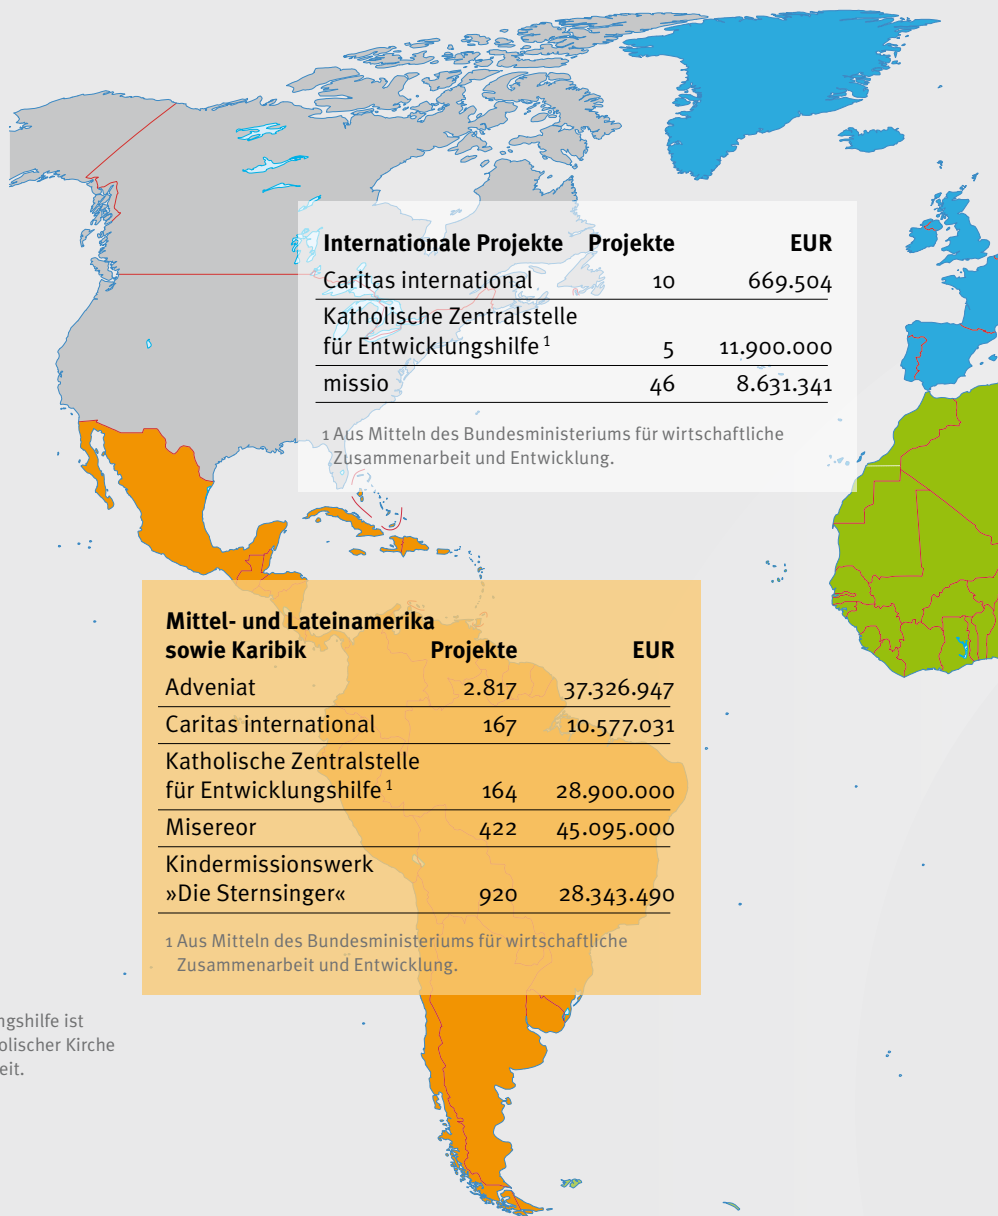 Internationale Projekte Projekte EUR
Caritas international 10 669.504
Katholische Zentralstelle
für Entwicklungshilfe¹ 5 11.900.000
missio 46 8.631.341
1 Aus Mitteln des Bundesministeriums für wirtschaftliche
Zusammenarbeit und Entwicklung.
Mittel- und Lateinamerika
sowie Karibik Projekte EUR
Adveniat 2.817 37.326.947
Caritas international 167 10.577.031
Katholische Zentralstelle
für Entwicklungshilfe¹ 164 28.900.000
Misereor 422 45.095.000
Kindermissionswerk
»Die Sternsinger« 920 28.343.490
1 Aus Mitteln des Bundesministeriums für wirtschaftliche
Zusammenarbeit und Entwicklung.
ngshilfe ist
olischer Kirche
eit.